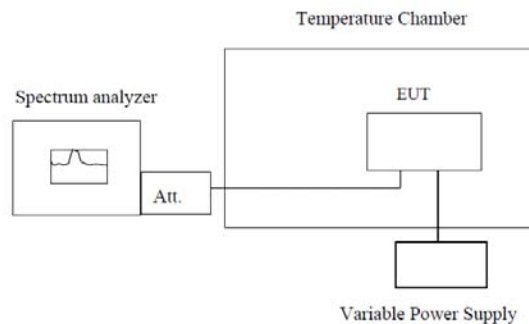 Temperature Chamber
Spectrum analyzer
EUT
Att.
Variable Power Supply